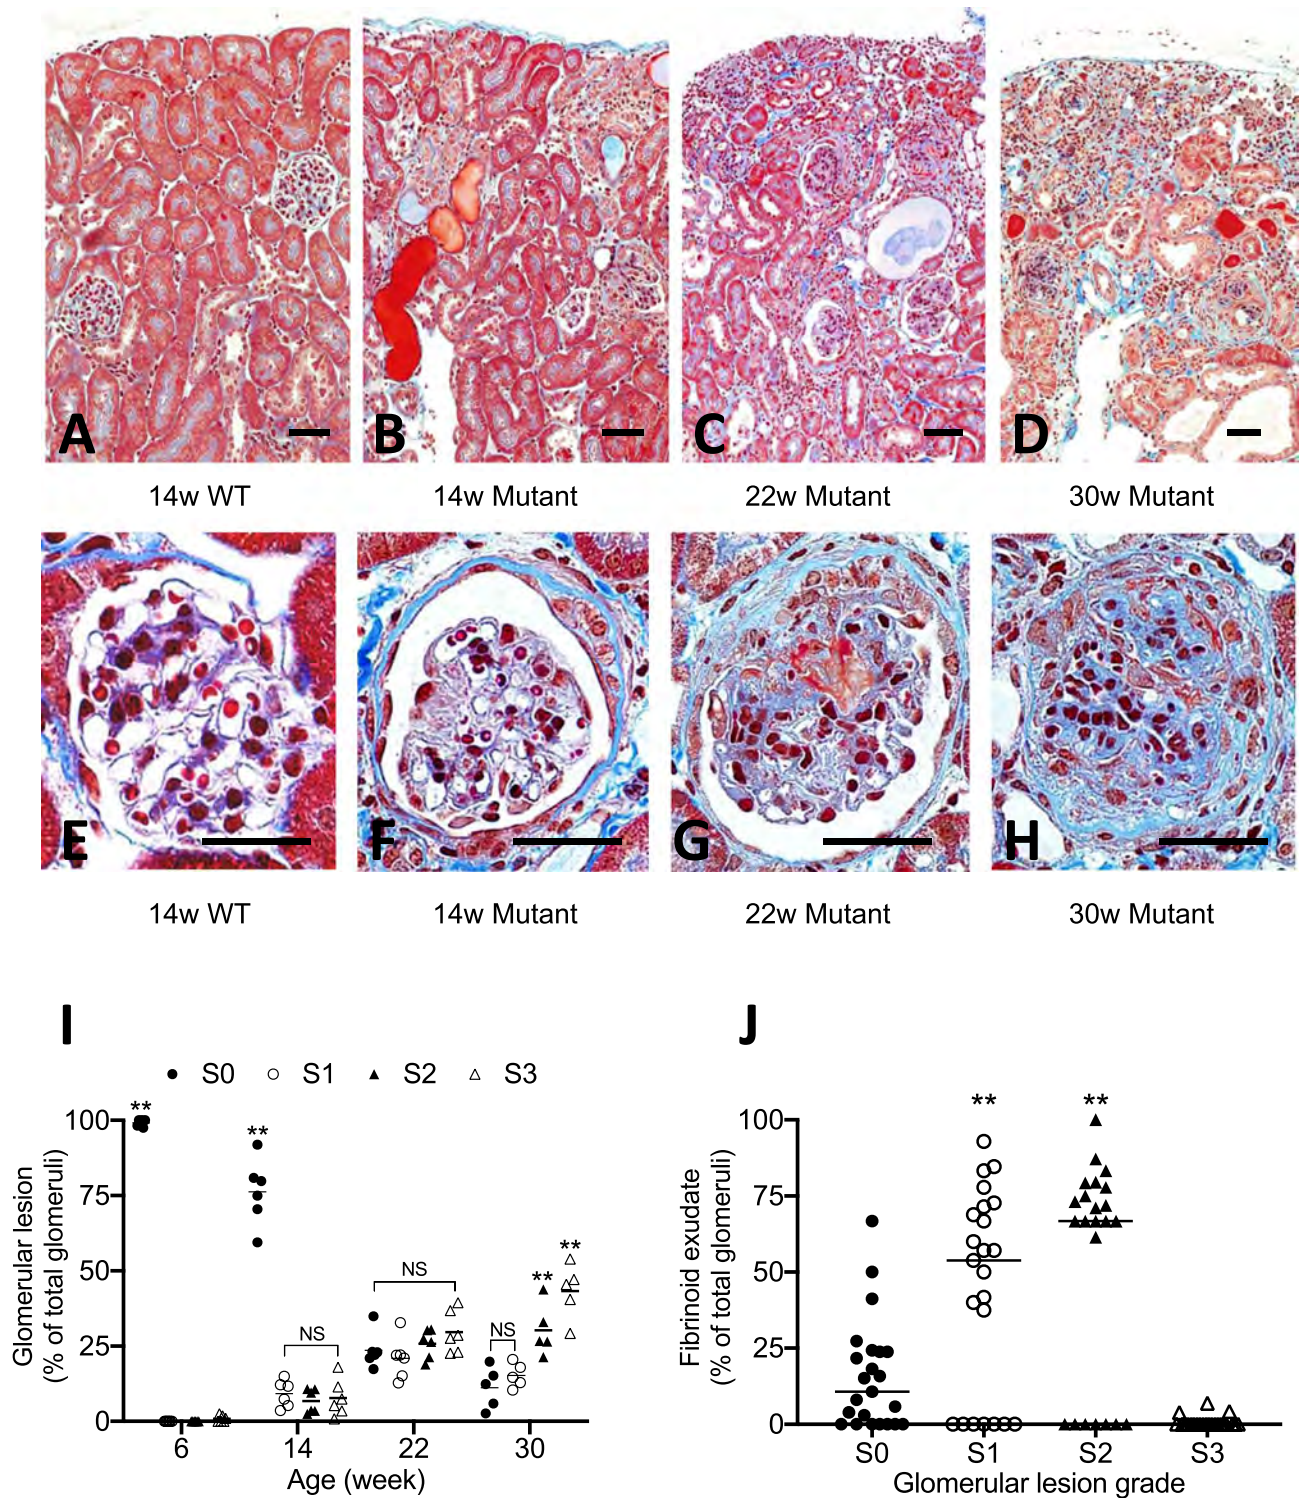 A B C D
14w WT 14w Mutant 22w Mutant 30w Mutant
E F G H
14w WT 14w Mutant 22w Mutant 30w Mutant
I
S0 S1 S2 S3
Glomerular lesion
(% of total glomeruli)
100
75
50
25
0
**
**
NS
NS
NS
**
**
6 14 22 30
Age (week)
J
Fibrinoid exudate
(% of total glomeruli)
100
75
50
25
0
** **
S0 S1 S2 S3
Glomerular lesion grade